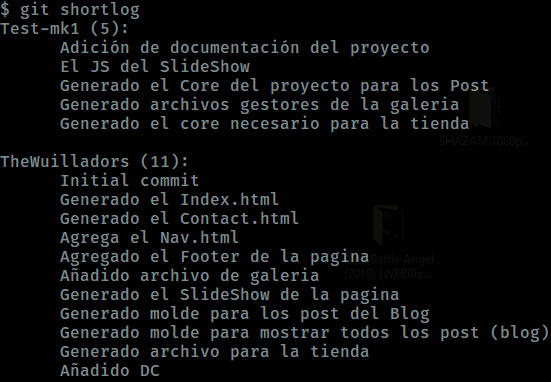 $ git shortlog
Test-mk1 (5):
Adición de documentación del proyecto
El JS del SlideShow
Generado el Core del proyecto para los Post
Generado archivos gestores de la galeria
Generado el core necesario para la tienda
SHAZAM.1080p...
TheWuilladors (11):
Initial commit
Generado el Index.html
Generado el Contact.html
Agrega el Nav.html
Agregado el Footer de la pagina
Battle Angel
Añadido archivo de galeria
(2019) [WEBRip...
Generado el SlideShow de la pagina
Generado molde para los post del Blog
Generado molde para mostrar todos los post (blog)
Generado archivo para la tienda
Añadido DC